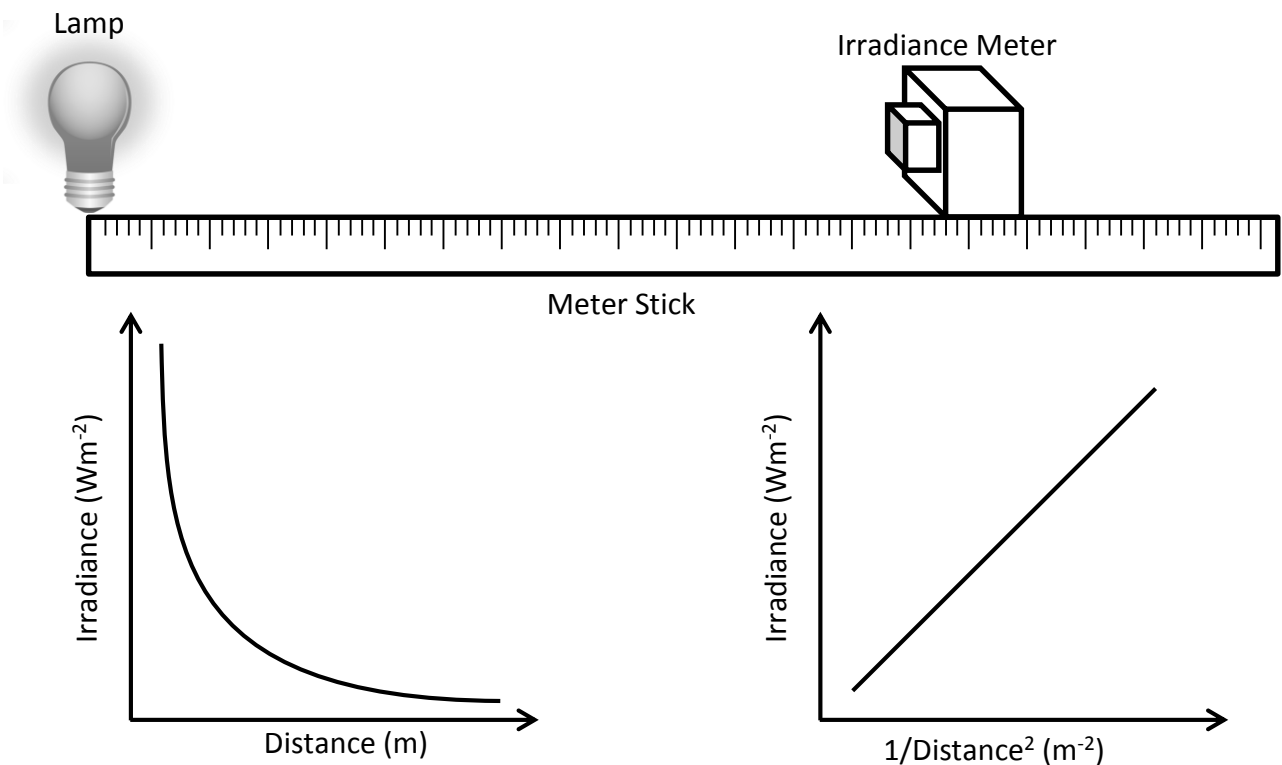 Lamp
Irradiance Meter
Meter Stick
Irradiance (Wm⁻²)
Distance (m)
Irradiance (Wm⁻²)
1/Distance² (m⁻²)